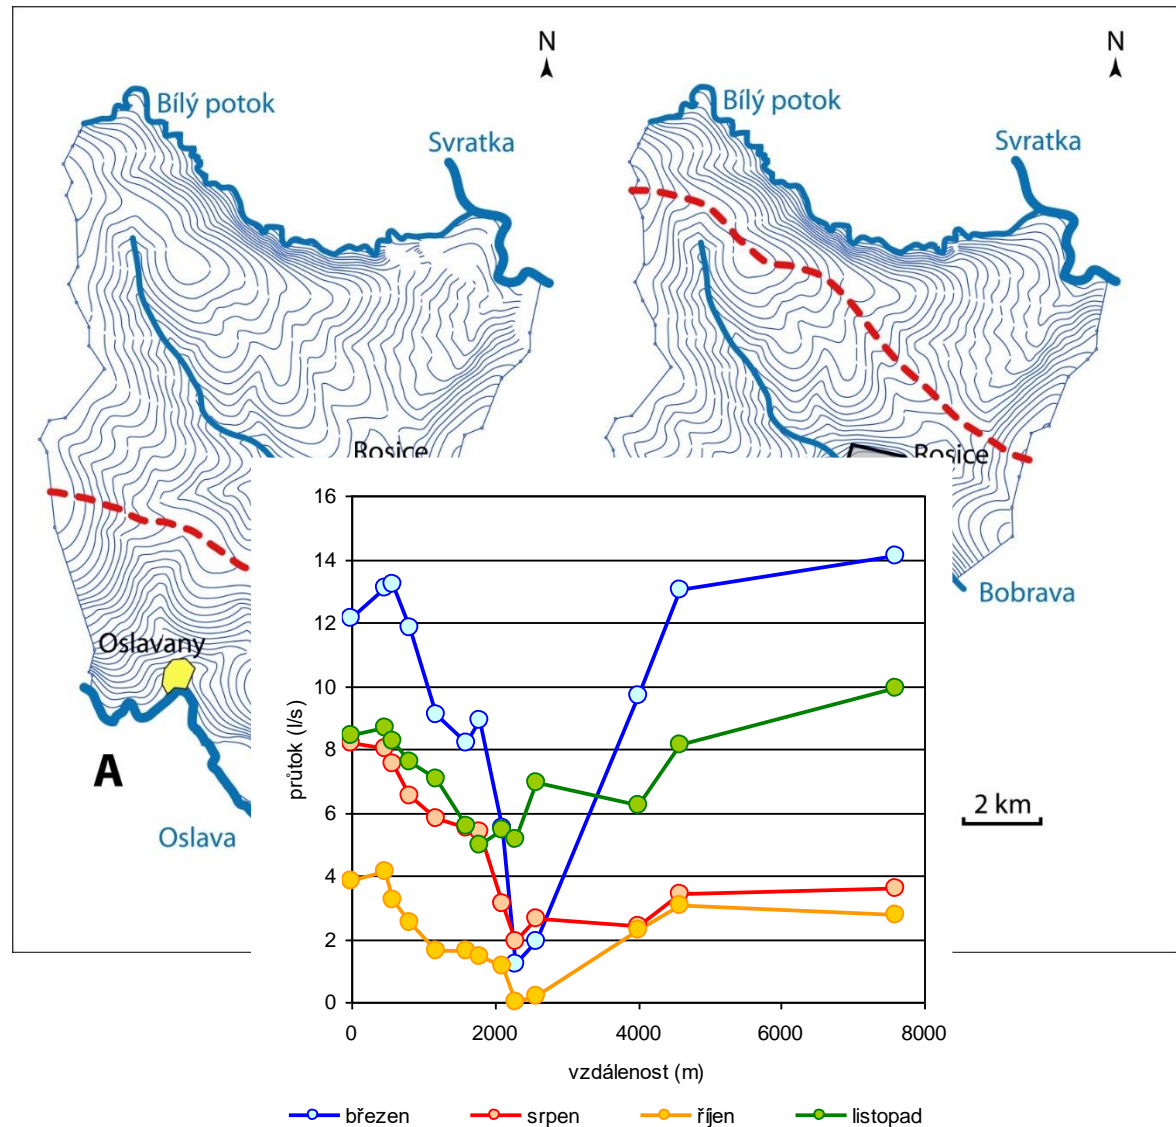 N
N
Bílý potok
Bílý potok
Svratka
Svratka
Rosice
Rosice
Oslavany
A
Oslava
Bobrava
2 km
průtok (l/s)
16
14
12
10
8
6
4
2
0
0 2000 4000 6000 8000
vzdálenost (m)
březen srpen říjen listopad